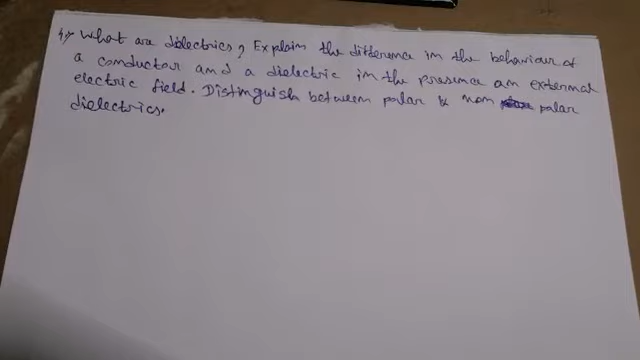 4) What are dielectrics, Explain the difference in the behaviour of
a conductor and a dielectric in the presence an external
electric field. Distinguish between polar & non polar
dielectrics.